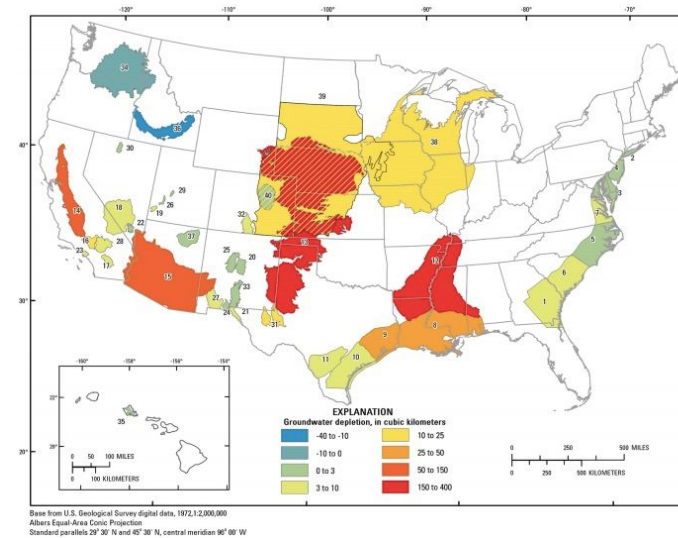 -120° -110° -100° -90° -70°
34
39
36
38
40°
30
2
4
3
29
40
14
18
26
19
7
32
22
5
16
28
37
13
23
17
25
20
12
6
15
33
1
27
24
21
30°
31
9
8
11
10
-160° -150° -160°
EXPLANATION
Groundwater depletion, in cubic kilometers
-40 to -10
10 to 25
-10 to 0
25 to 50
0 to 3
50 to 150
3 to 10
150 to 400
35
20°
0 50 100 MILES
0 100 KILOMETERS
0 250 500 MILES
0 250 500 KILOMETERS
Base from U.S. Geological Survey digital data, 1972,1:2,000,000
Albers Equal-Area Conic Projection
Standard parallels 29° 30' N and 45° 30' N, central meridian 96° 00' W